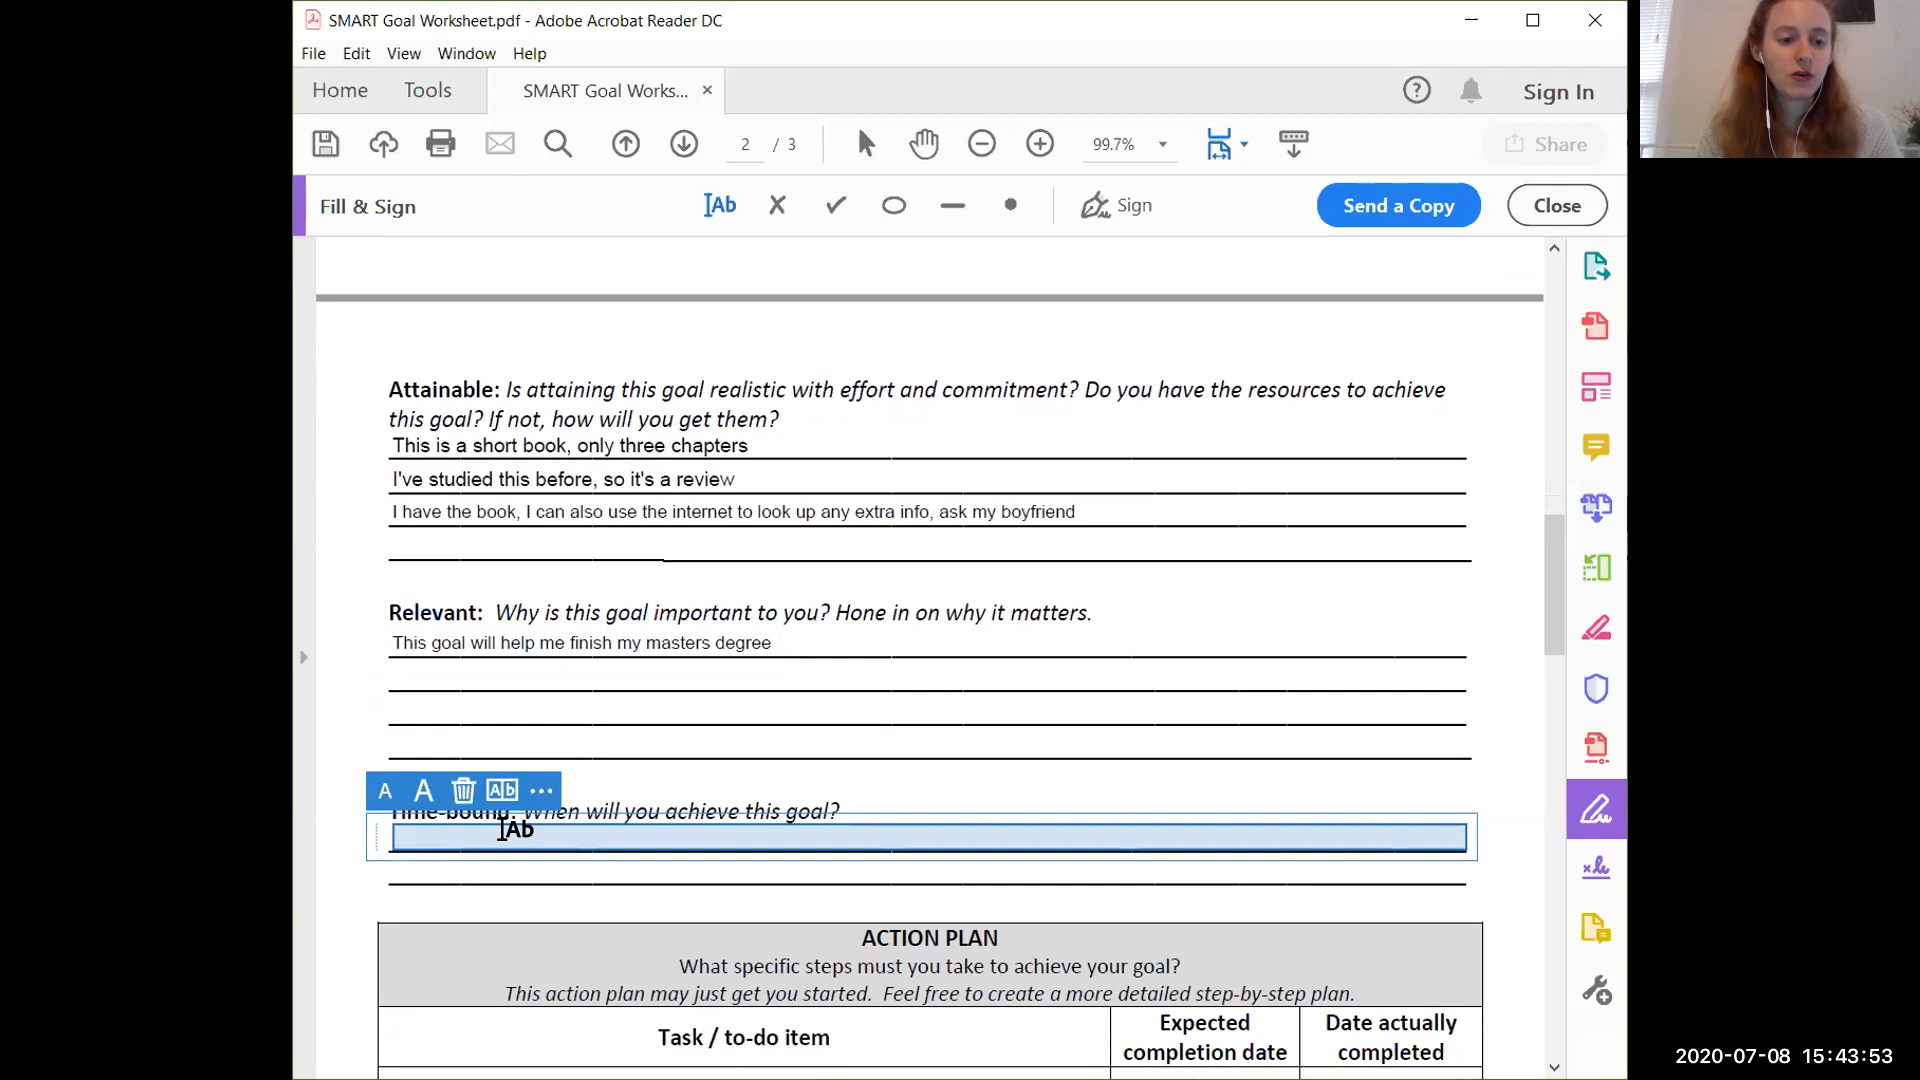 SMART Goal Worksheet.pdf - Adobe Acrobat Reader DC
File Edit View Window Help
Home Tools SMART Goal Works... Sign In
2 / 3 99.7% Share
Fill & Sign Ab Sign Send a Copy Close
Attainable: Is attaining this goal realistic with effort and commitment? Do you have the resources to achieve
this goal? If not, how will you get them?
This is a short book, only three chapters
I've studied this before, so it's a review
I have the book, I can also use the internet to look up any extra info, ask my boyfriend
Relevant: Why is this goal important to you? Hone in on why it matters.
This goal will help me finish my masters degree
A A Ab
Time-bound: When will you achieve this goal?
Ab
ACTION PLAN
What specific steps must you take to achieve your goal?
This action plan may just get you started. Feel free to create a more detailed step-by-step plan.
Task / to-do item
Expected
completion date
Date actually
completed
2020-07-08 15:43:53